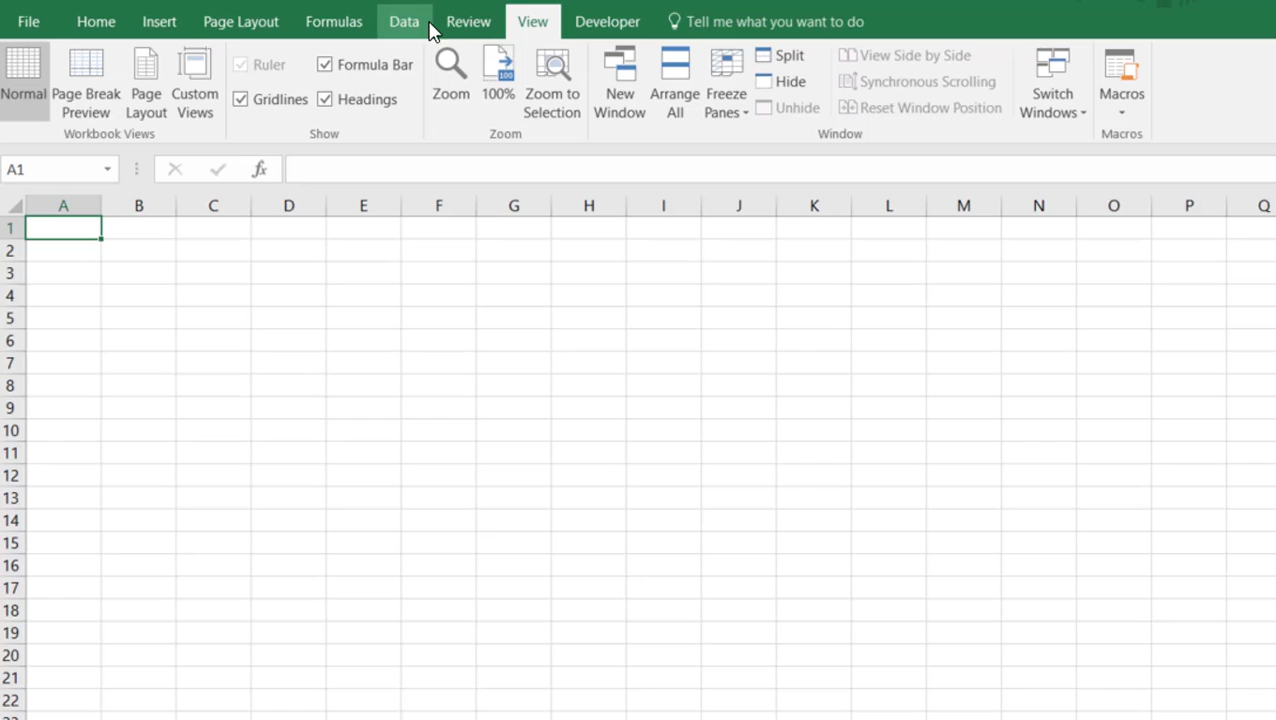 File Home Insert Page Layout Formulas Data Review View Developer Tell me what you want to do
Normal Page Break Preview Page Layout Custom Views
Workbook Views
Ruler Formula Bar
Gridlines Headings
Show
Zoom 100 100% Zoom to Selection
Zoom
New Window Arrange All Freeze Panes
Split
Hide
Unhide
View Side by Side
Synchronous Scrolling
Reset Window Position
Window
Switch Windows
Macros
Macros
A1 fx
A B C D E F G H I J K L M N O P Q
1
2
3
4
5
6
7
8
9
10
11
12
13
14
15
16
17
18
19
20
21
22